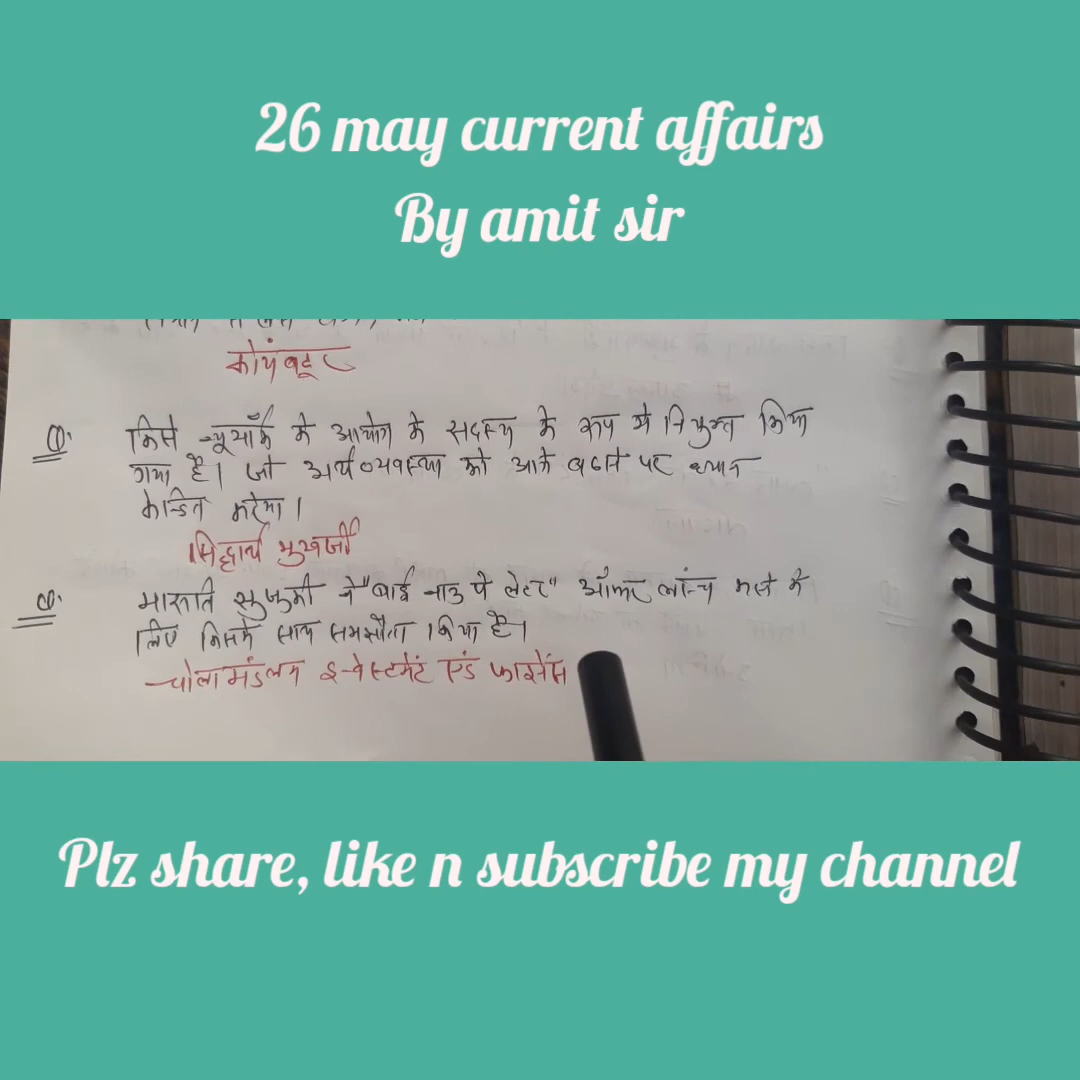 26 may current affairs
By amit sir
कोयंबटूर
Q. किसे न्यूयॉर्क के आयोग के सदस्य के रूप मे नियुक्त किया
गया है। जो अर्थव्यवस्था को आगे बढाने पर ध्यान
केन्द्रित करेगा।
सिद्धार्थ मुखर्जी
Q. मारुति सुजुकी ने "बाई नाउ पे लेटर" ऑफर लॉन्च करने के
लिए किसके साथ समझौता किया है।
चोलामंडलम इन्वेस्टमेंट एंड फाइनेंस
Plz share, like n subscribe my channel